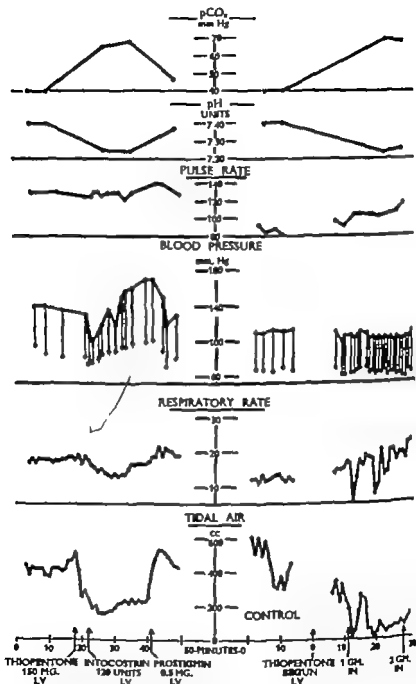 pCO₂
mm Hg
70
60
50
40
pH
UNITS
7.40
7.30
7.20
PULSE RATE
140
120
100
80
BLOOD PRESSURE
mm. Hg
180
140
100
60
RESPIRATORY RATE
30
20
10
TIDAL AIR
cc
600
400
200
CONTROL
0 10 20 30 40 50-MINUTES-0 10 20 30
THIOPENTONE INTOCOSTRIN PROSTIGMIN THIOPENTONE 1 GM. 2 GM.
150 MG. 120 UNITS 0.5 MG. BEGUN IN IN
I.V. I.V. I.V. I.V.